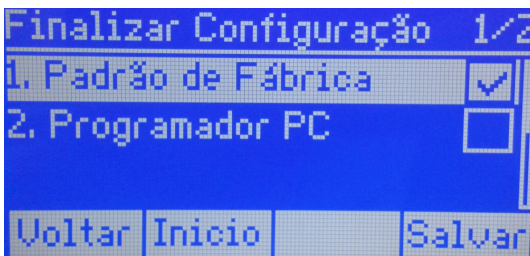 Finalizar Configuração 1/2
1. Padrão de Fábrica
2. Programador PC
Voltar Inicio Salvar